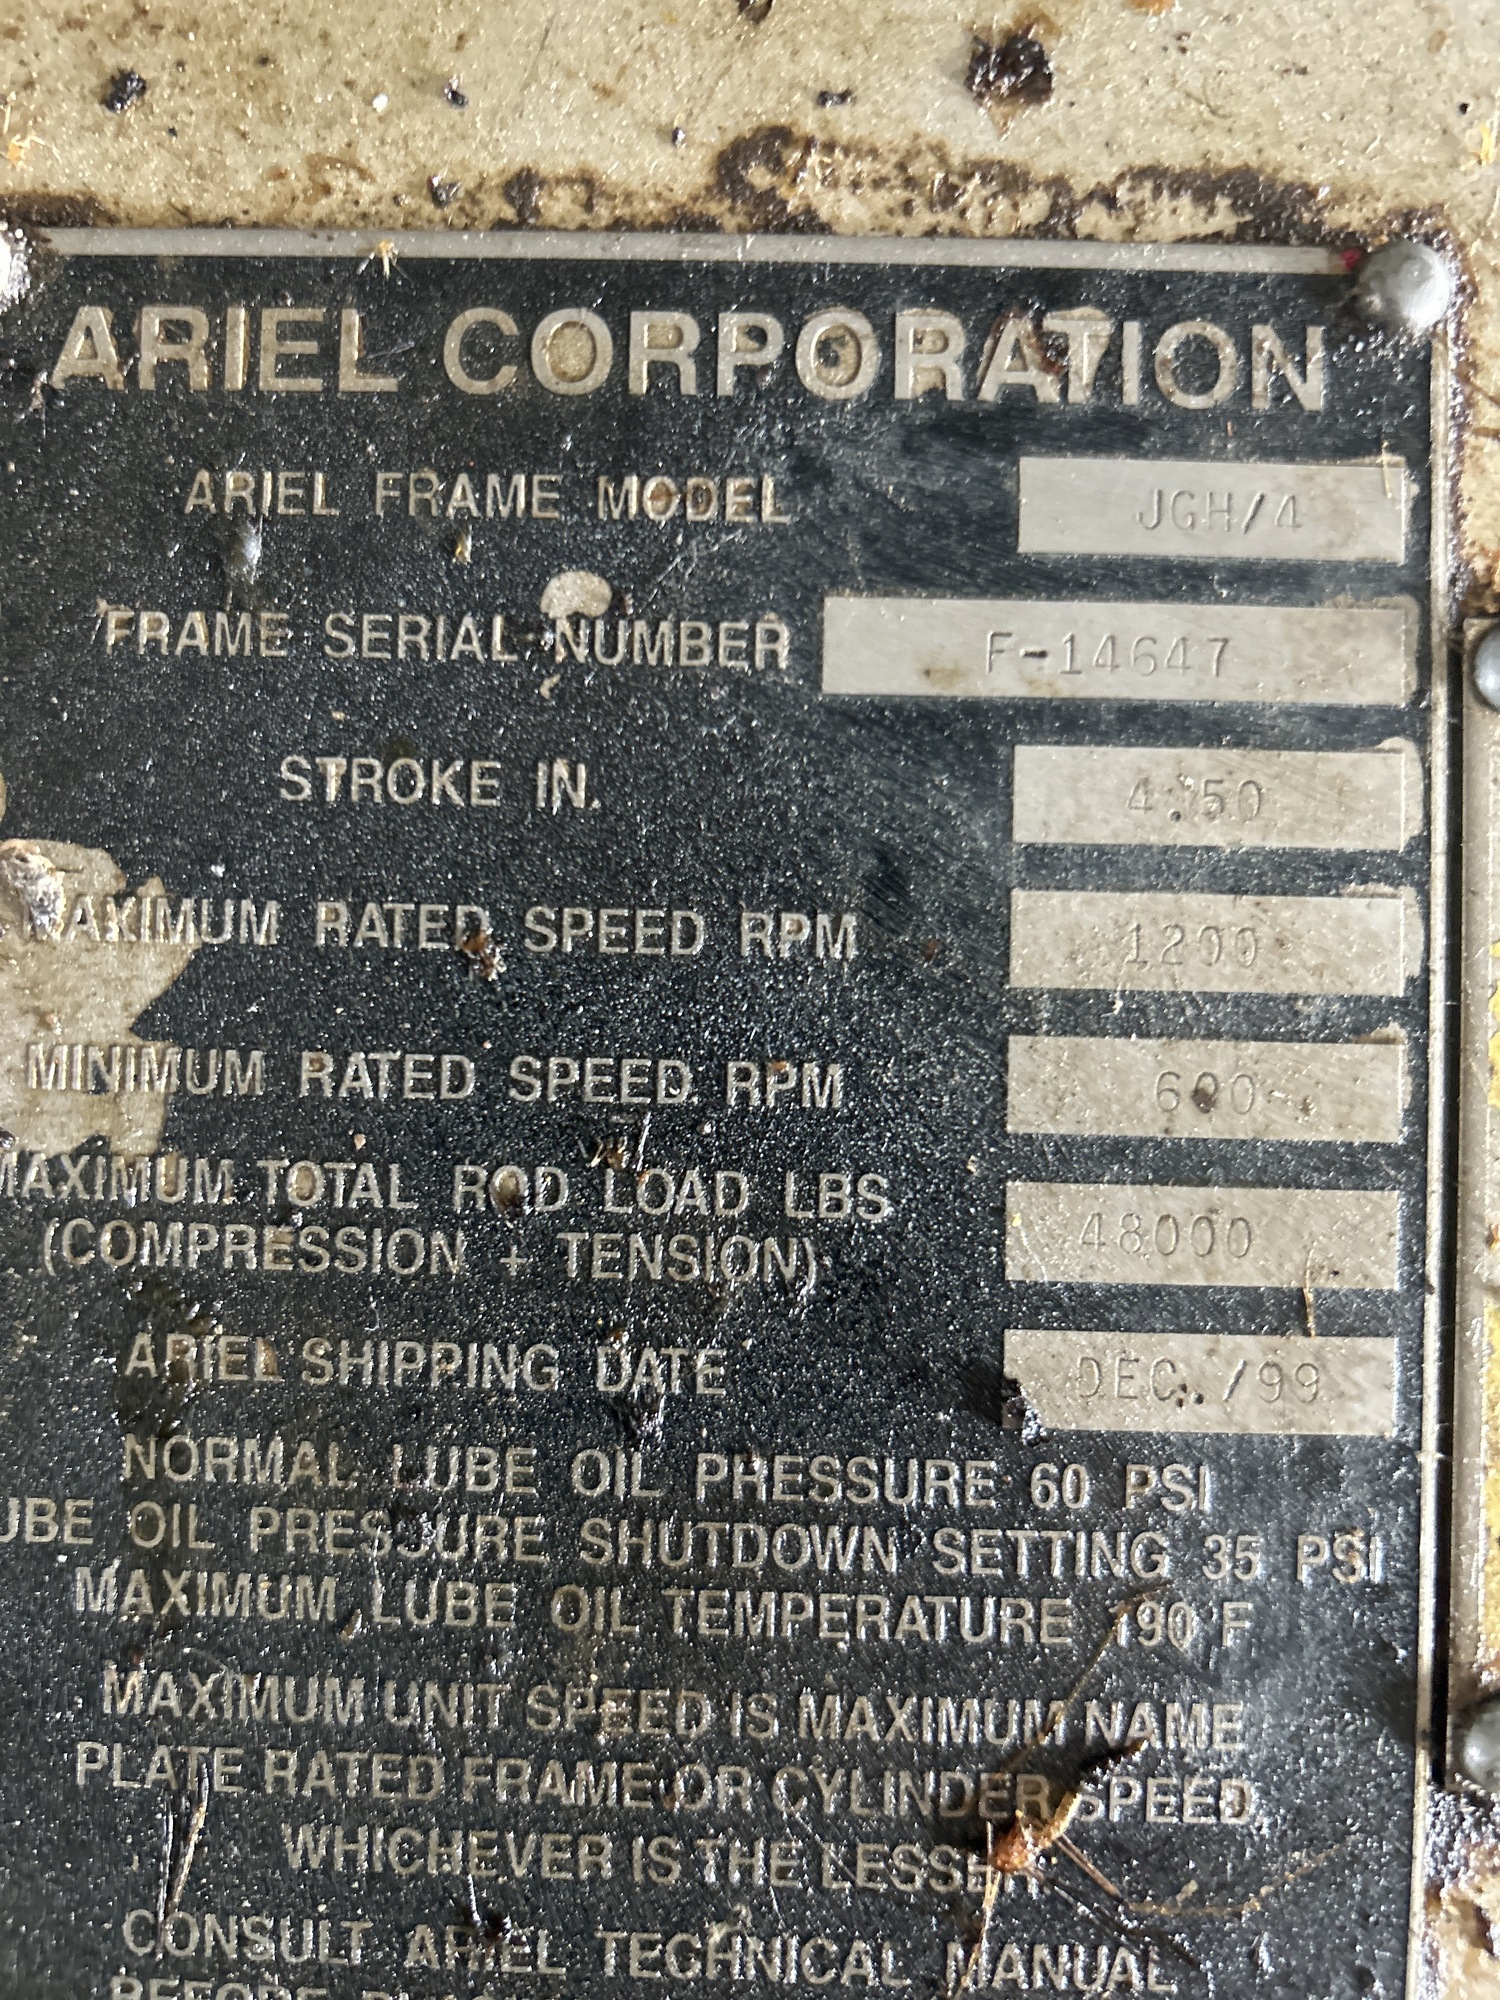 ARIEL CORPORATION
ARIEL FRAME MODEL JGH/4
FRAME SERIAL NUMBER F-14647
STROKE IN. 4.50
MAXIMUM RATED SPEED RPM 1200
MINIMUM RATED SPEED RPM 600
MAXIMUM TOTAL ROD LOAD LBS
(COMPRESSION + TENSION) 48000
ARIEL SHIPPING DATE DEC./99
NORMAL LUBE OIL PRESSURE 60 PSI
UBE OIL PRESSURE SHUTDOWN SETTING 35 PSI
MAXIMUM LUBE OIL TEMPERATURE 190 F
MAXIMUM UNIT SPEED IS MAXIMUM NAME
PLATE RATED FRAME OR CYLINDER SPEED
WHICHEVER IS THE LESSER
CONSULT ARIEL TECHNICAL MANUAL
BEFORE